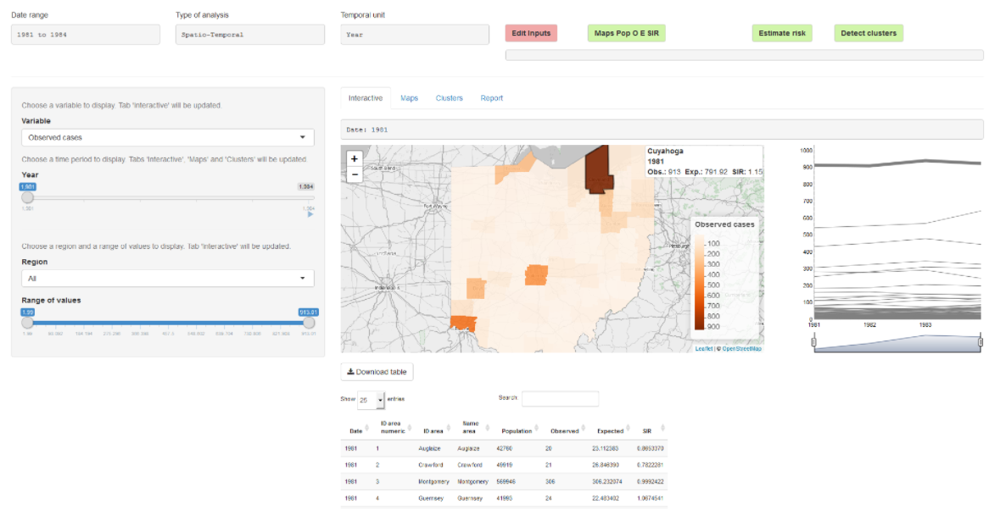 Date range
Type of analysis
Temporal unit
1981 to 1984
Spatio-Temporal
Year
Edit Inputs
Maps Pop O E SIR
Estimate risk
Detect clusters
Choose a variable to display. Tab 'Interactive' will be updated.
Variable
Observed cases
Choose a time period to display. Tabs 'Interactive', 'Maps' and 'Clusters' will be updated.
Year
1,981
1,984
1,981
1,984
Choose a region and a range of values to display. Tab 'Interactive' will be updated.
Region
All
Range of values
1.99
913.01
Interactive
Maps
Clusters
Report
Date: 1981
+
−
South Bend
Fort Wayne
Indianapolis
Pittsburgh
Cuyahoga
1981
Obs.: 913 Exp.: 791.92 SIR: 1.15
Observed cases
100
200
300
400
500
600
700
800
900
Leaflet | © OpenStreetMap
1000
900
800
700
600
500
400
300
200
100
0
1981
1982
1983
Download table
Show 25 entries
Search:
Date
ID area numeric
ID area
Name area
Population
Observed
Expected
SIR
1981 1 Auglaize Auglaize 42760 20 23.112383 0.8653370
1981 2 Crawford Crawford 49919 21 26.846393 0.7822281
1981 3 Montgomery Montgomery 569946 306 306.232074 0.9992422
1981 4 Guernsey Guernsey 41993 24 22.483402 1.0674541